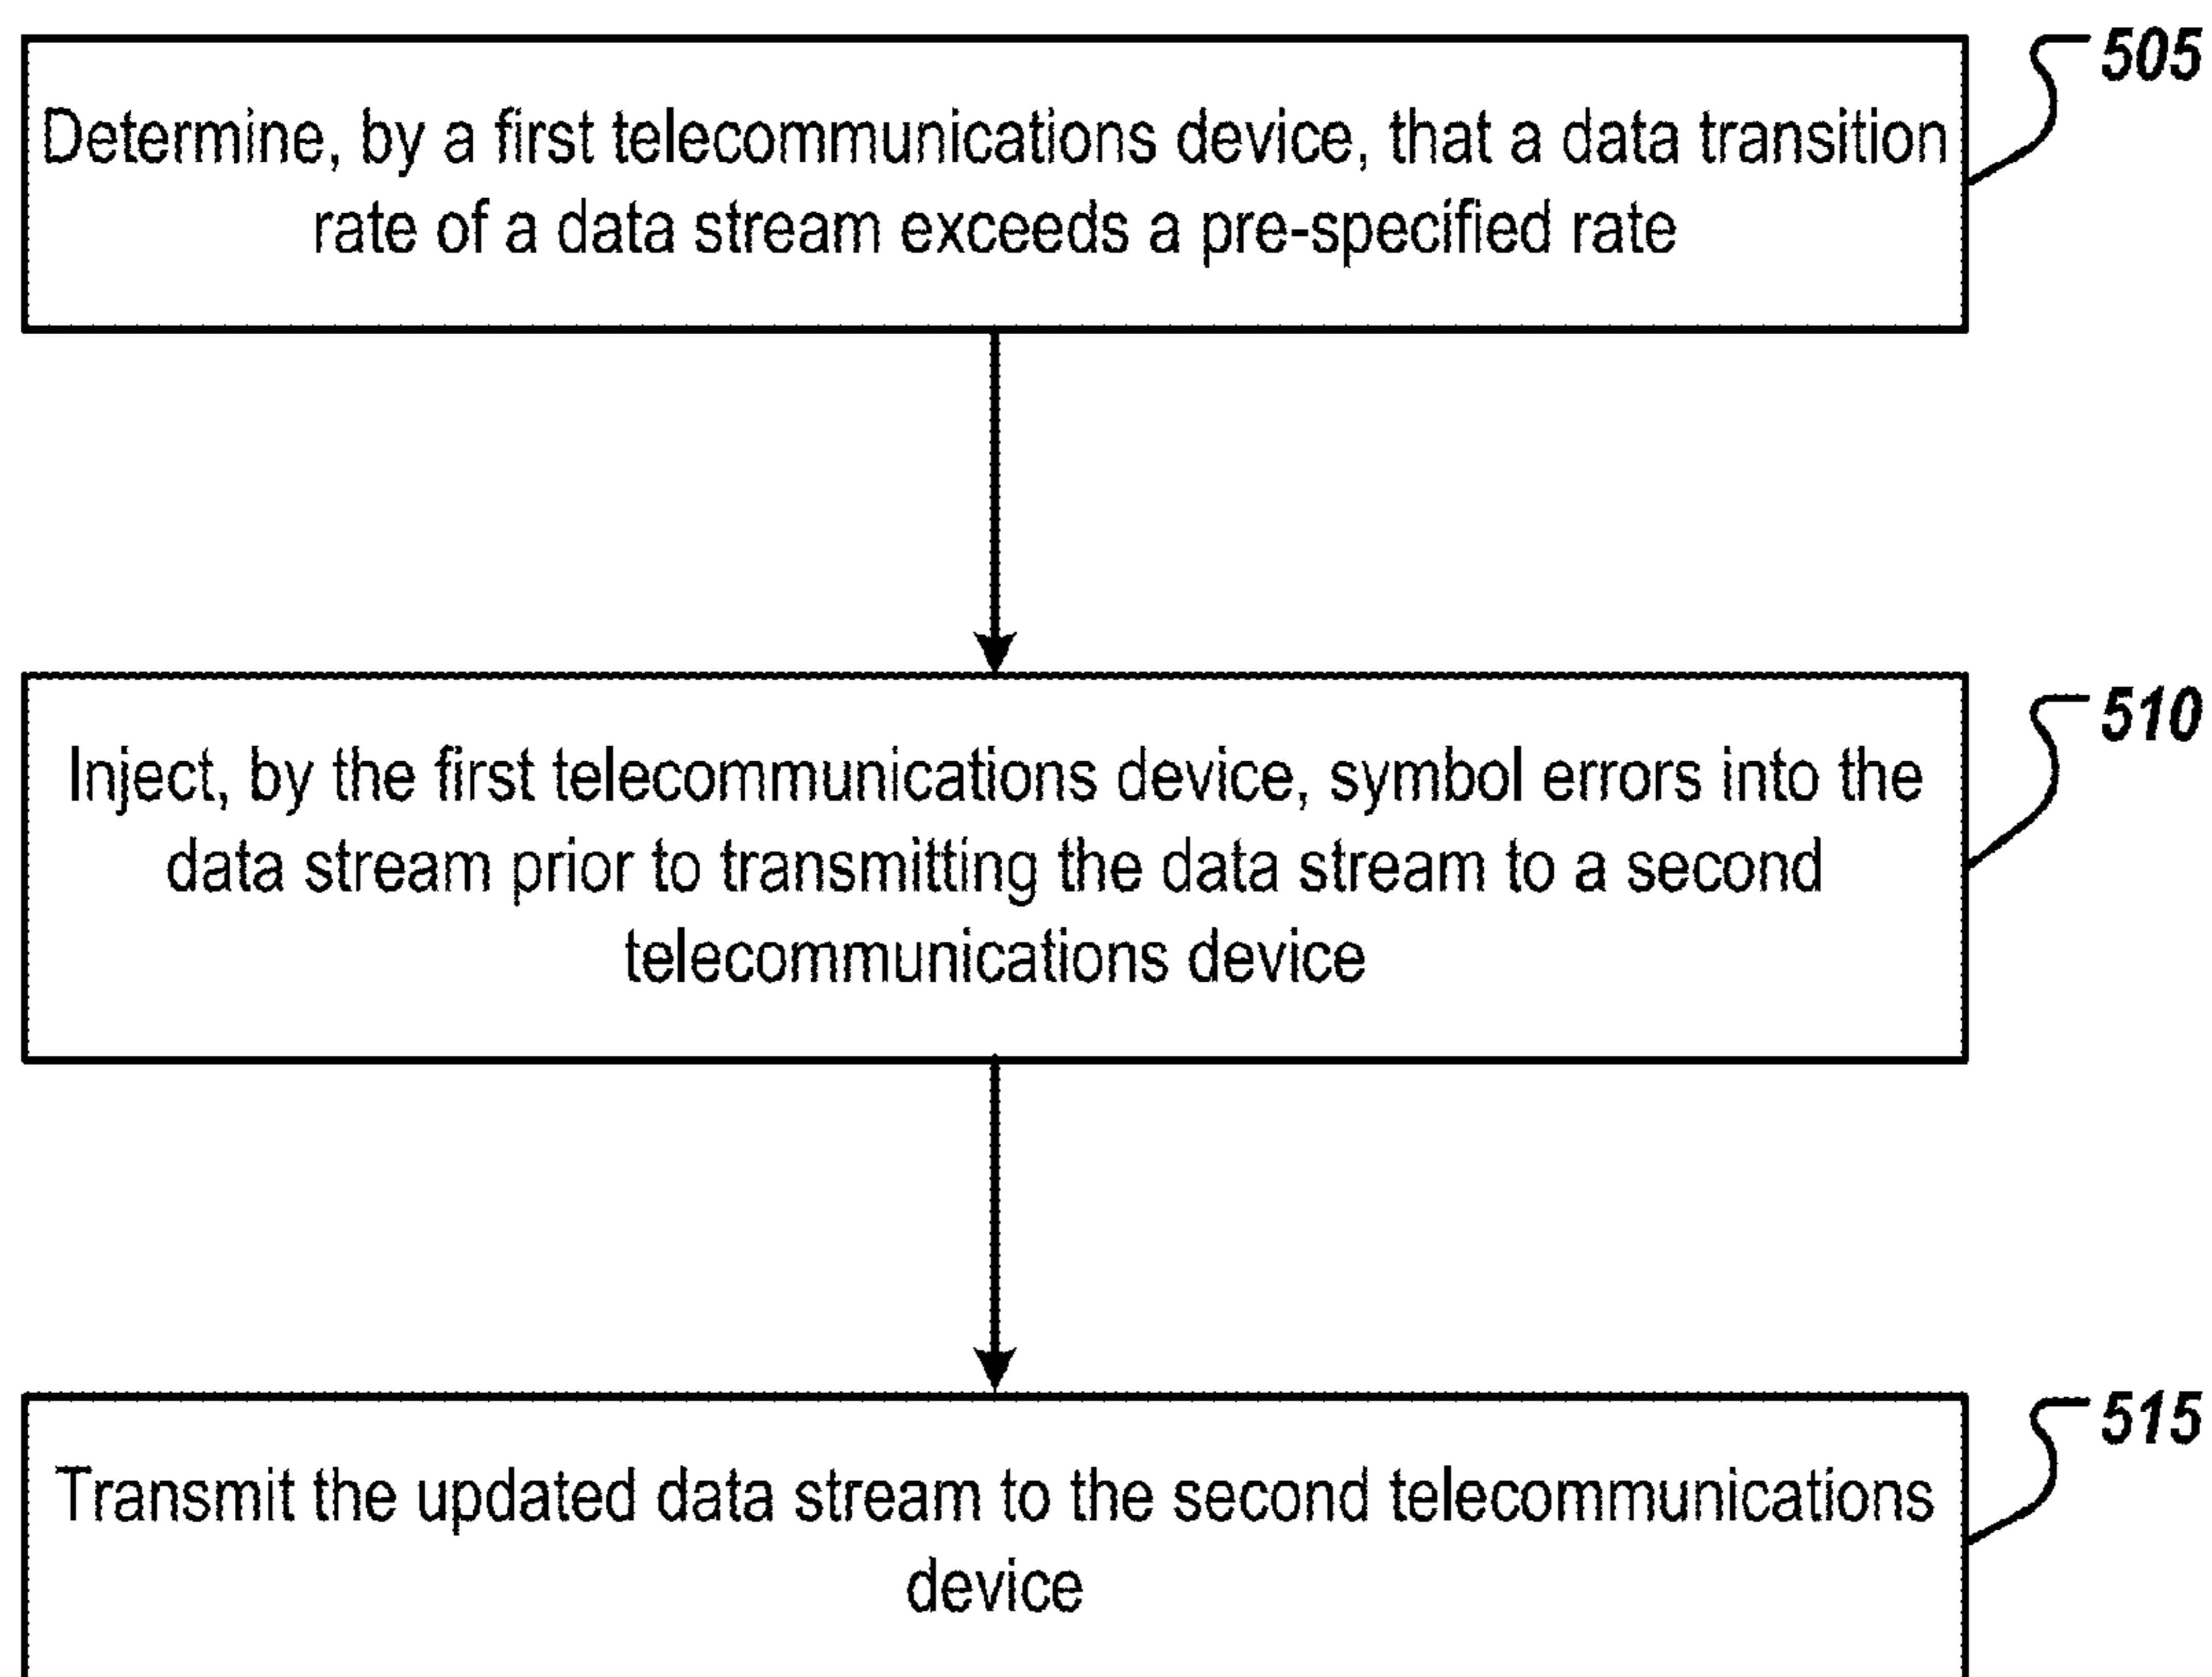 505
Determine, by a first telecommunications device, that a data transition
rate of a data stream exceeds a pre-specified rate
510
Inject, by the first telecommunications device, symbol errors into the
data stream prior to transmitting the data stream to a second
telecommunications device
515
Transmit the updated data stream to the second telecommunications
device